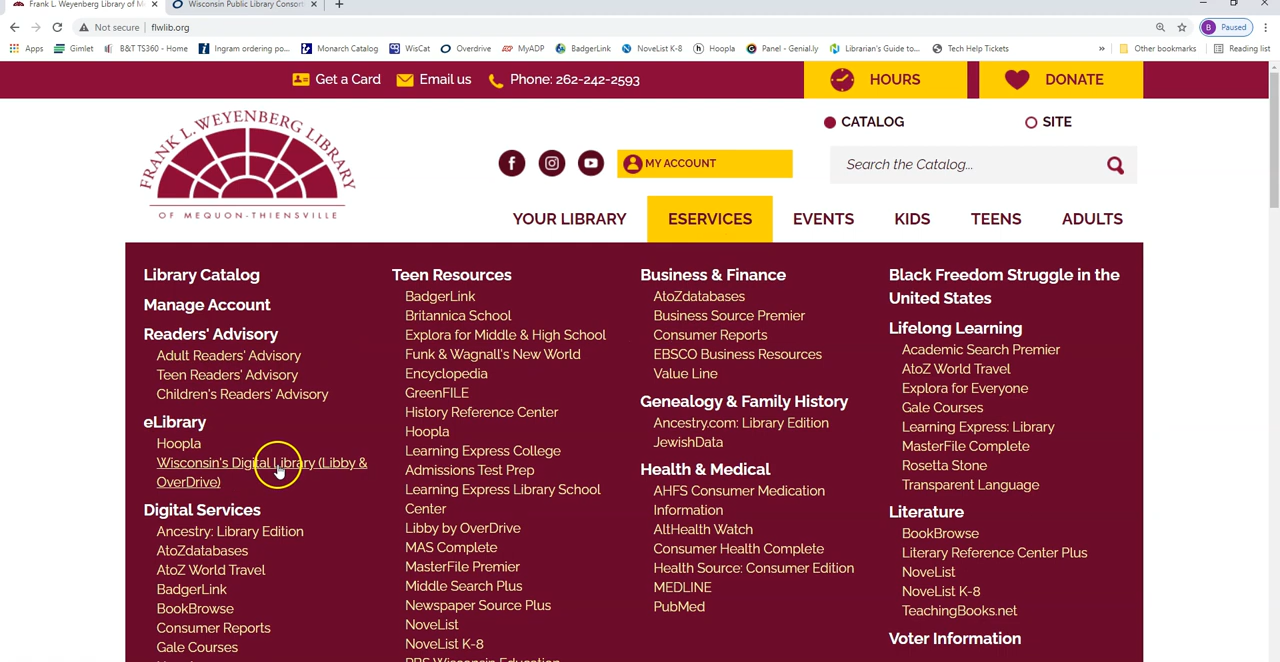 Frank L. Weyenberg Library of M
Wisconsin Public Library Consort
Not secure | flwlib.org
B Paused
Apps Gimlet B&T TS360 - Home Ingram ordering po... Monarch Catalog WisCat Overdrive MyADP BadgerLink NoveList K-8 Hoopla Panel - Genial.ly Librarian's Guide to... Tech Help Tickets » Other bookmarks Reading list
Get a Card Email us Phone: 262-242-2593 HOURS DONATE
FRANK L. WEYENBERG LIBRARY
OF MEQUON-THIENSVILLE
CATALOG SITE
MY ACCOUNT
Search the Catalog...
YOUR LIBRARY ESERVICES EVENTS KIDS TEENS ADULTS
Library Catalog
Manage Account
Readers' Advisory
Adult Readers' Advisory
Teen Readers' Advisory
Children's Readers' Advisory
eLibrary
Hoopla
Wisconsin's Digital Library (Libby &
OverDrive)
Digital Services
Ancestry: Library Edition
AtoZdatabases
AtoZ World Travel
BadgerLink
BookBrowse
Consumer Reports
Gale Courses
Teen Resources
BadgerLink
Britannica School
Explora for Middle & High School
Funk & Wagnall's New World
Encyclopedia
GreenFILE
History Reference Center
Hoopla
Learning Express College
Admissions Test Prep
Learning Express Library School
Center
Libby by OverDrive
MAS Complete
MasterFile Premier
Middle Search Plus
Newspaper Source Plus
NoveList
NoveList K-8
PBS Wisconsin Education
Business & Finance
AtoZdatabases
Business Source Premier
Consumer Reports
EBSCO Business Resources
Value Line
Genealogy & Family History
Ancestry.com: Library Edition
JewishData
Health & Medical
AHFS Consumer Medication
Information
AltHealth Watch
Consumer Health Complete
Health Source: Consumer Edition
MEDLINE
PubMed
Black Freedom Struggle in the
United States
Lifelong Learning
Academic Search Premier
AtoZ World Travel
Explora for Everyone
Gale Courses
Learning Express: Library
MasterFile Complete
Rosetta Stone
Transparent Language
Literature
BookBrowse
Literary Reference Center Plus
NoveList
NoveList K-8
TeachingBooks.net
Voter Information